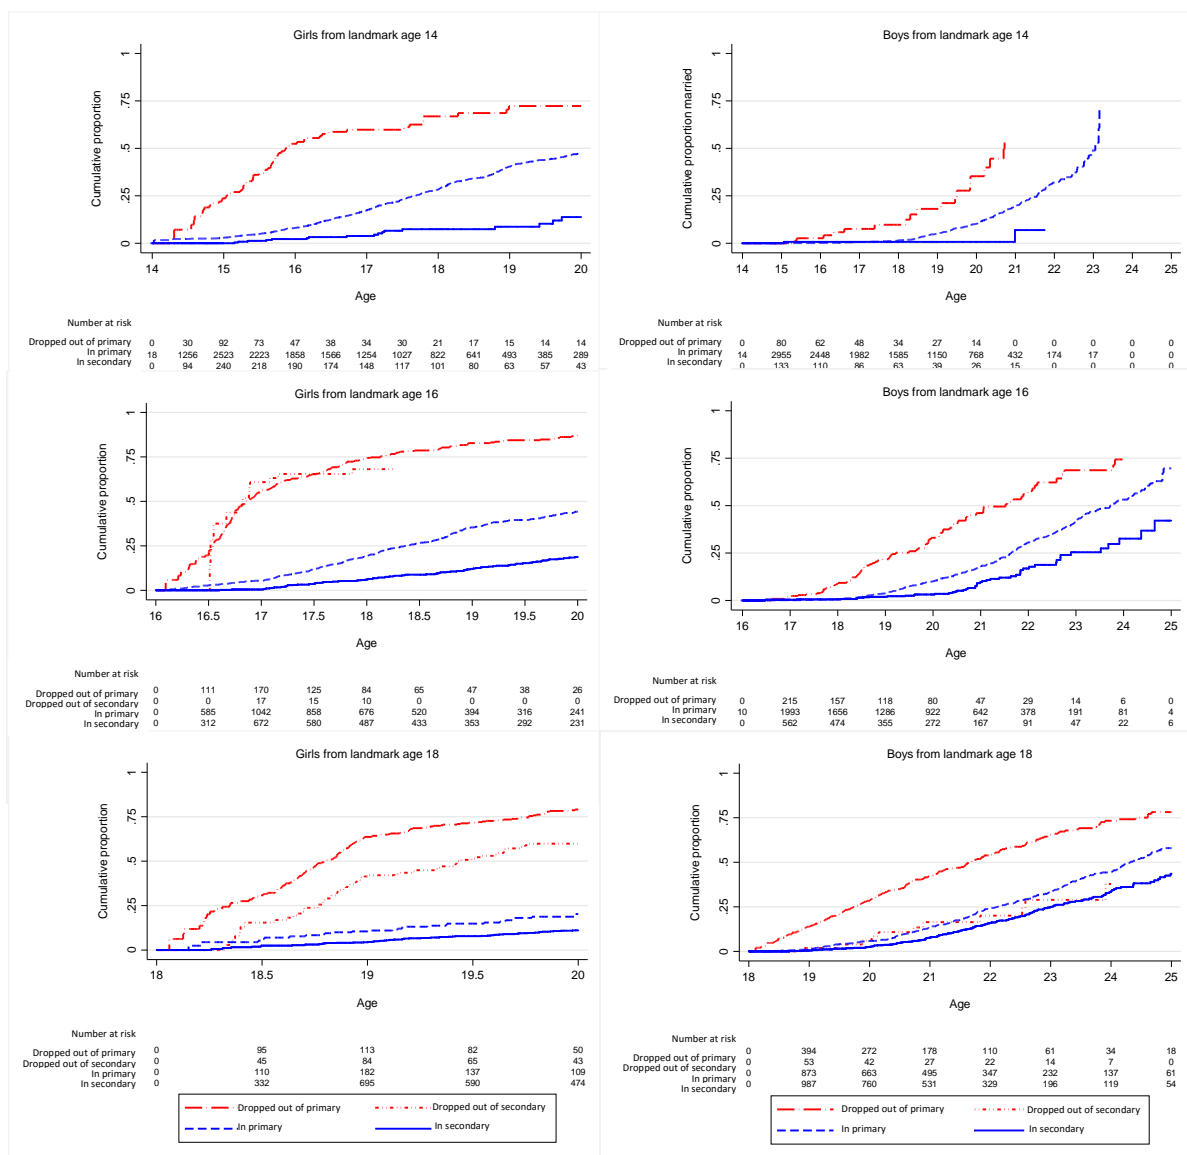 Girls from landmark age 14
Cumulative proportion
1
.75
.5
.25
0
14 15 16 17 18 19 20
Age
Number at risk
Dropped out of primary 0 30 92 73 47 38 34 30 21 17 15 14 14
In primary 18 1256 2523 2223 1858 1566 1254 1027 822 641 493 385 289
In secondary 0 94 240 218 190 174 148 117 101 80 63 57 43
Boys from landmark age 14
Cumulative proportion married
1
.75
.5
.25
0
14 15 16 17 18 19 20 21 22 23 24 25
Age
Number at risk
Dropped out of primary 0 80 62 48 34 27 14 0 0 0 0 0
In primary 14 2955 2448 1982 1585 1150 768 432 174 17 0 0
In secondary 0 133 110 86 63 39 26 15 0 0 0 0
Girls from landmark age 16
Cumulative proportion
1
.75
.5
.25
0
16 16.5 17 17.5 18 18.5 19 19.5 20
Age
Number at risk
Dropped out of primary 0 111 170 125 84 65 47 38 26
Dropped out of secondary 0 0 17 15 10 0 0 0 0
In primary 0 585 1042 858 676 520 394 316 241
In secondary 0 312 672 580 487 433 353 292 231
Boys from landmark age 16
Cumulative proportion
1
.75
.5
.25
0
16 17 18 19 20 21 22 23 24 25
Age
Number at risk
Dropped out of primary 0 215 157 118 80 47 29 14 6 0
In primary 10 1993 1656 1286 922 642 378 191 81 4
In secondary 0 562 474 355 272 167 91 47 22 6
Girls from landmark age 18
Cumulative proportion
1
.75
.5
.25
0
18 18.5 19 19.5 20
Age
Number at risk
Dropped out of primary 0 95 113 82 50
Dropped out of secondary 0 45 84 65 43
In primary 0 110 182 137 109
In secondary 0 332 695 590 474
Dropped out of primary Dropped out of secondary
In primary In secondary
Boys from landmark age 18
Cumulative proportion
1
.75
.5
.25
0
18 19 20 21 22 23 24 25
Age
Number at risk
Dropped out of primary 0 394 272 178 110 61 34 18
Dropped out of secondary 0 53 42 27 22 14 7 0
In primary 0 873 663 495 347 232 137 61
In secondary 0 987 760 531 329 196 119 54
Dropped out of primary Dropped out of secondary
In primary In secondary